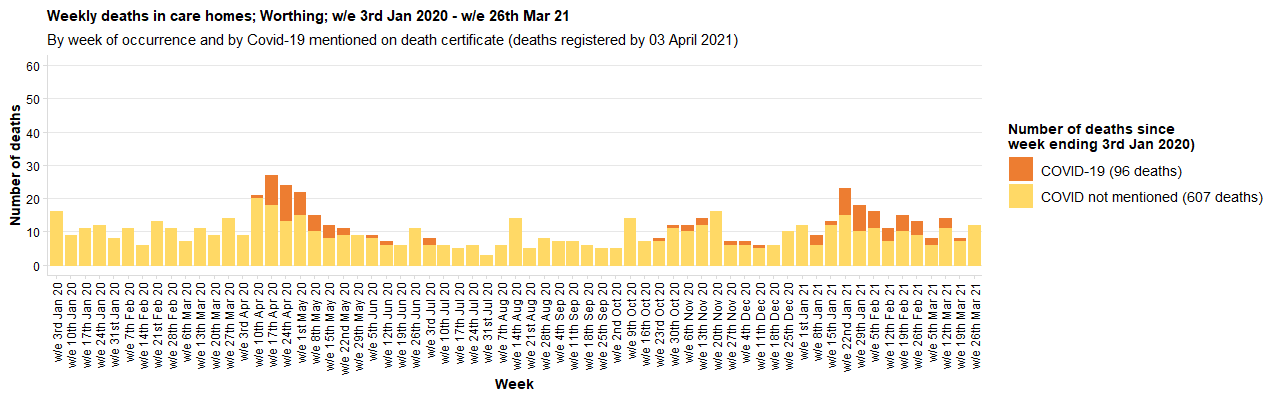 Weekly deaths in care homes; Worthing; w/e 3rd Jan 2020 - w/e 26th Mar 21
By week of occurrence and by Covid-19 mentioned on death certificate (deaths registered by 03 April 2021)
Number of deaths
60
50
40
30
20
10
0
w/e 3rd Jan 20
w/e 10th Jan 20
w/e 17th Jan 20
w/e 24th Jan 20
w/e 31st Jan 20
w/e 7th Feb 20
w/e 14th Feb 20
w/e 21st Feb 20
w/e 28th Feb 20
w/e 6th Mar 20
w/e 13th Mar 20
w/e 20th Mar 20
w/e 27th Mar 20
w/e 3rd Apr 20
w/e 10th Apr 20
w/e 17th Apr 20
w/e 24th Apr 20
w/e 1st May 20
w/e 8th May 20
w/e 15th May 20
w/e 22nd May 20
w/e 29th May 20
w/e 5th Jun 20
w/e 12th Jun 20
w/e 19th Jun 20
w/e 26th Jun 20
w/e 3rd Jul 20
w/e 10th Jul 20
w/e 17th Jul 20
w/e 24th Jul 20
w/e 31st Jul 20
w/e 7th Aug 20
w/e 14th Aug 20
w/e 21st Aug 20
w/e 28th Aug 20
w/e 4th Sep 20
w/e 11th Sep 20
w/e 18th Sep 20
w/e 25th Sep 20
w/e 2nd Oct 20
w/e 9th Oct 20
w/e 16th Oct 20
w/e 23rd Oct 20
w/e 30th Oct 20
w/e 6th Nov 20
w/e 13th Nov 20
w/e 20th Nov 20
w/e 27th Nov 20
w/e 4th Dec 20
w/e 11th Dec 20
w/e 18th Dec 20
w/e 25th Dec 20
w/e 1st Jan 21
w/e 8th Jan 21
w/e 15th Jan 21
w/e 22nd Jan 21
w/e 29th Jan 21
w/e 5th Feb 21
w/e 12th Feb 21
w/e 19th Feb 21
w/e 26th Feb 21
w/e 5th Mar 21
w/e 12th Mar 21
w/e 19th Mar 21
w/e 26th Mar 21
Week
Number of deaths since
week ending 3rd Jan 2020)
COVID-19 (96 deaths)
COVID not mentioned (607 deaths)